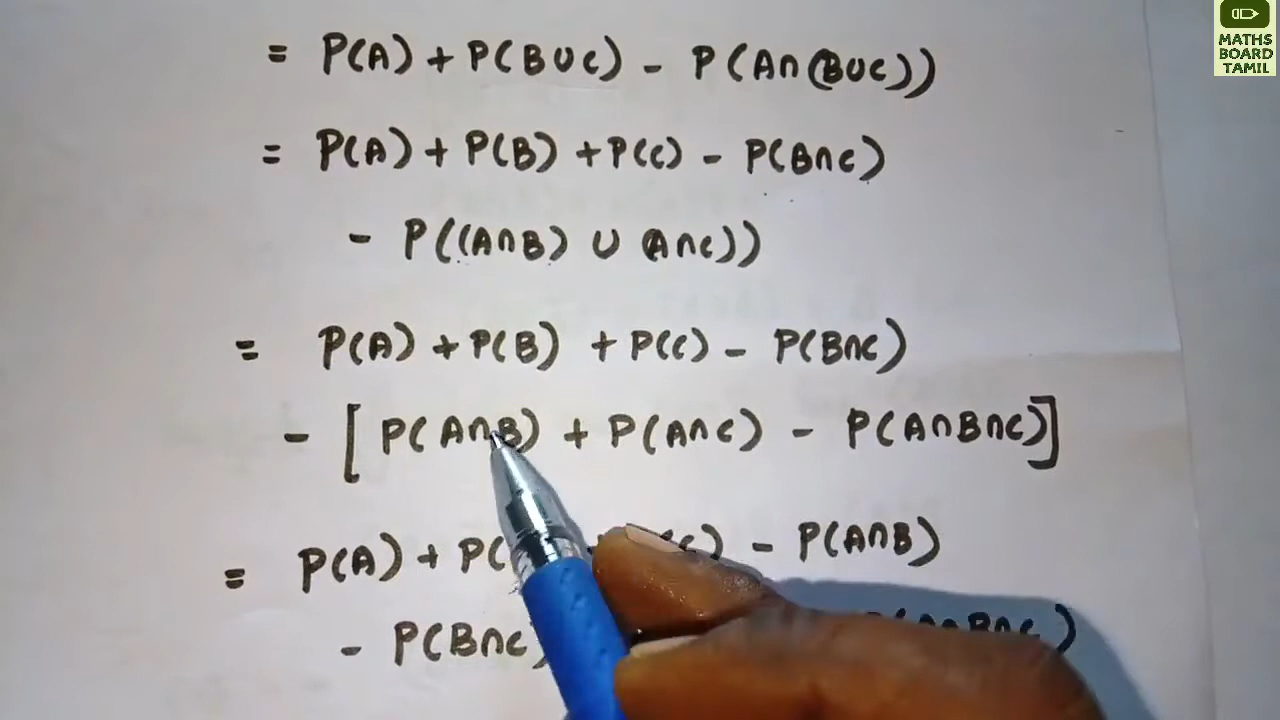 = P(A) + P(B∪C) - P(A∩(B∪C))
= P(A) + P(B) + P(C) - P(B∩C)
- P((A∩B) ∪ (A∩C))
= P(A) + P(B) + P(C) - P(B∩C)
- [P(A∩B) + P(A∩C) - P(A∩B∩C)]
= P(A) + P( - P(A∩B)
- P(B∩C)
MATHS
BOARD
TAMIL